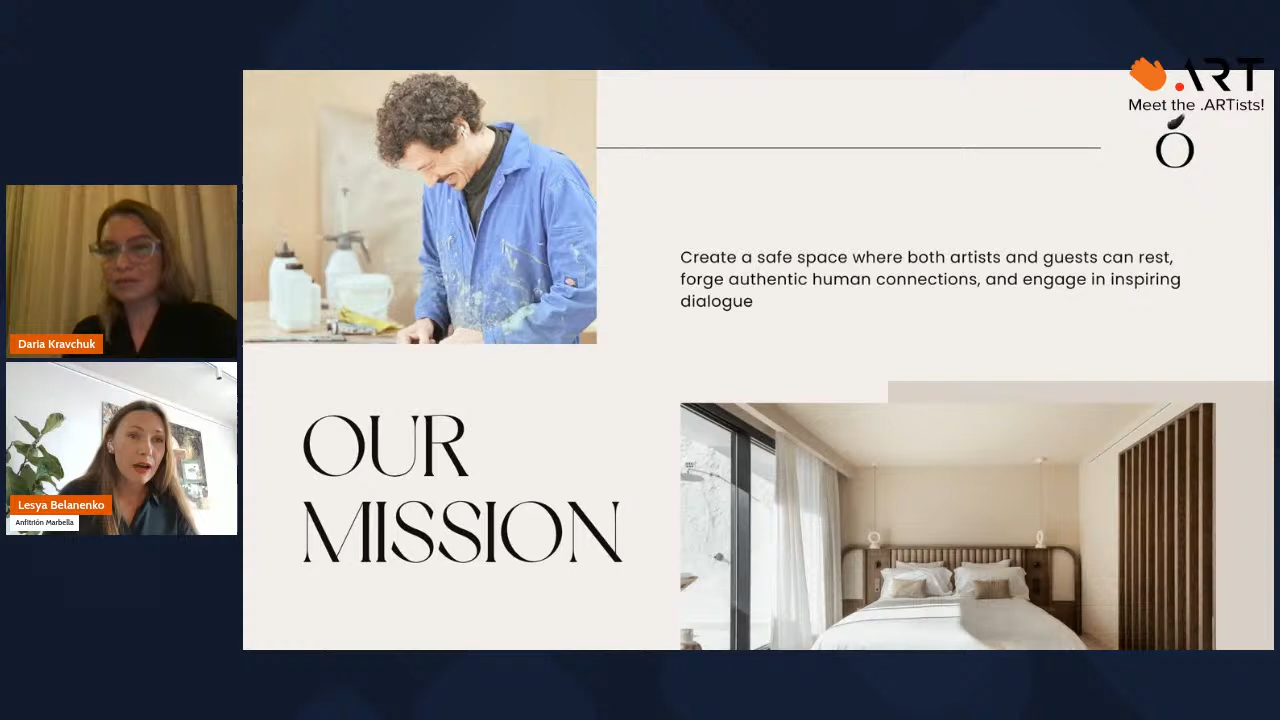 .ART
Meet the .ARTists!
Ó
Create a safe space where both artists and guests can rest,
forge authentic human connections, and engage in inspiring
dialogue
Daria Kravchuk
OUR
MISSION
Lesya Belanenko
Anfitrión Marbella